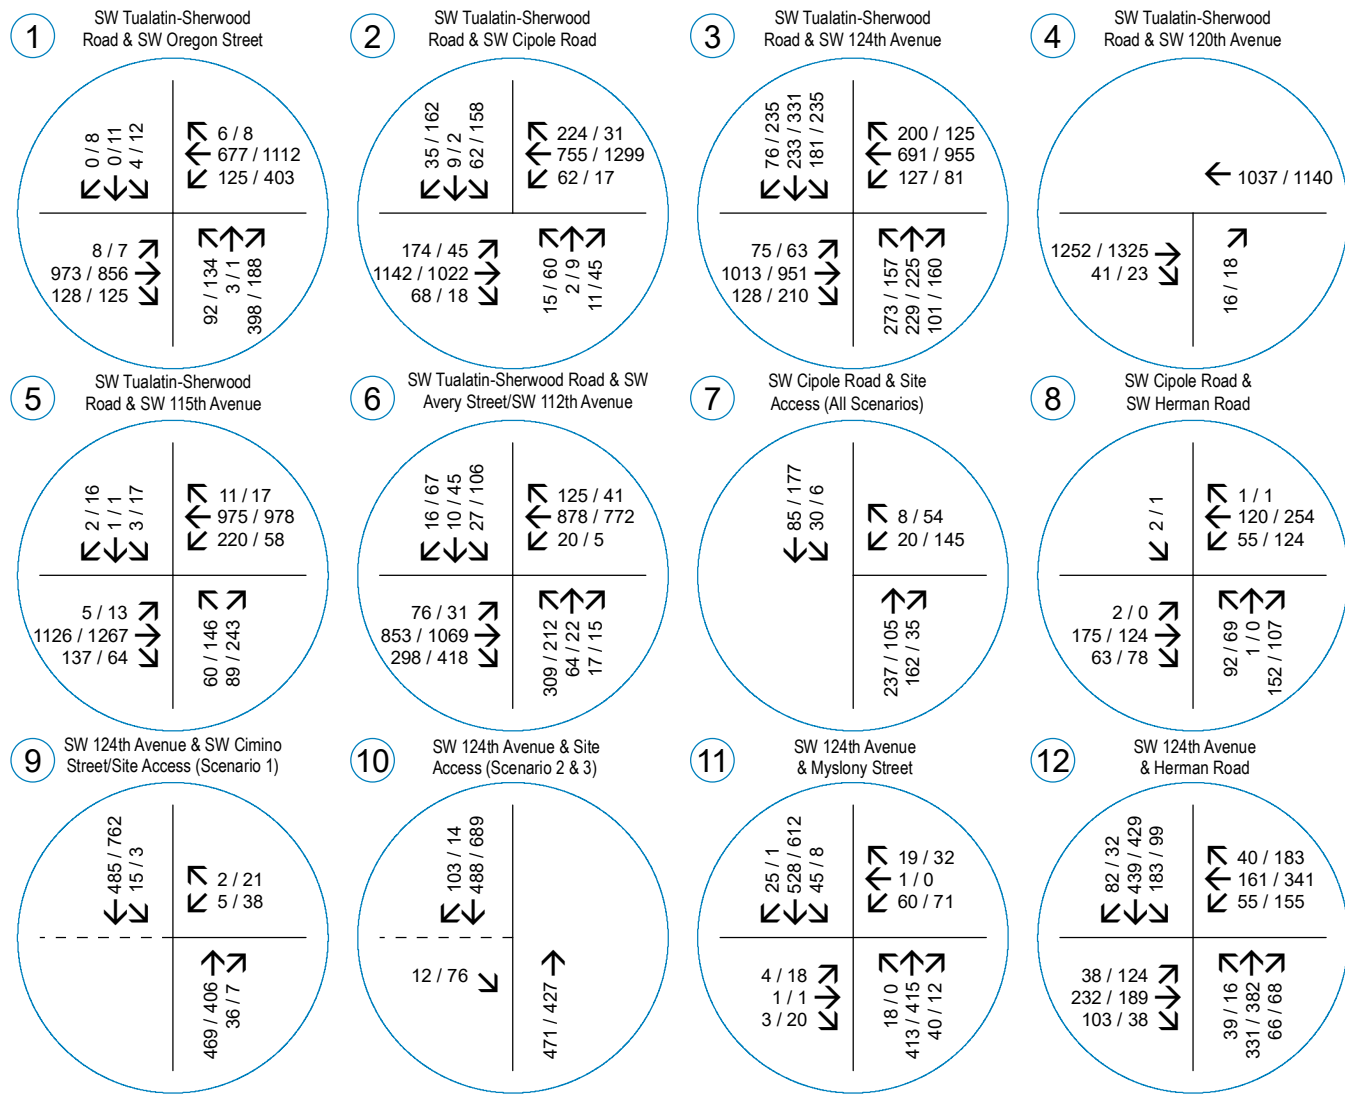 1
SW Tualatin-Sherwood
Road & SW Oregon Street
0 / 8
0 / 11
4 / 12
6 / 8
677 / 1112
125 / 403
8 / 7
973 / 856
128 / 125
92 / 134
3 / 1
398 / 188
2
SW Tualatin-Sherwood
Road & SW Cipole Road
35 / 162
9 / 2
62 / 158
224 / 31
755 / 1299
62 / 17
174 / 45
1142 / 1022
68 / 18
15 / 60
2 / 9
11 / 45
3
SW Tualatin-Sherwood
Road & SW 124th Avenue
76 / 235
233 / 331
181 / 235
200 / 125
691 / 955
127 / 81
75 / 63
1013 / 951
128 / 210
273 / 157
229 / 225
101 / 160
4
SW Tualatin-Sherwood
Road & SW 120th Avenue
1037 / 1140
1252 / 1325
41 / 23
16 / 18
5
SW Tualatin-Sherwood
Road & SW 115th Avenue
2 / 16
1 / 1
3 / 17
11 / 17
975 / 978
220 / 58
5 / 13
1126 / 1267
137 / 64
60 / 146
89 / 243
6
SW Tualatin-Sherwood Road & SW
Avery Street/SW 112th Avenue
16 / 67
10 / 45
27 / 106
125 / 41
878 / 772
20 / 5
76 / 31
853 / 1069
298 / 418
309 / 212
64 / 22
17 / 15
7
SW Cipole Road & Site
Access (All Scenarios)
85 / 177
30 / 6
8 / 54
20 / 145
237 / 105
162 / 35
8
SW Cipole Road &
SW Herman Road
2 / 1
1 / 1
120 / 254
55 / 124
2 / 0
175 / 124
63 / 78
92 / 69
1 / 0
152 / 107
9
SW 124th Avenue & SW Cimino
Street/Site Access (Scenario 1)
485 / 762
15 / 3
2 / 21
5 / 38
469 / 406
36 / 7
10
SW 124th Avenue & Site
Access (Scenario 2 & 3)
103 / 14
488 / 689
12 / 76
471 / 427
11
SW 124th Avenue
& Myslony Street
25 / 1
528 / 612
45 / 8
19 / 32
1 / 0
60 / 71
4 / 18
1 / 1
3 / 20
18 / 0
413 / 415
40 / 12
12
SW 124th Avenue
& Herman Road
82 / 32
439 / 429
183 / 99
40 / 183
161 / 341
55 / 155
38 / 124
232 / 189
103 / 38
39 / 16
331 / 382
66 / 68